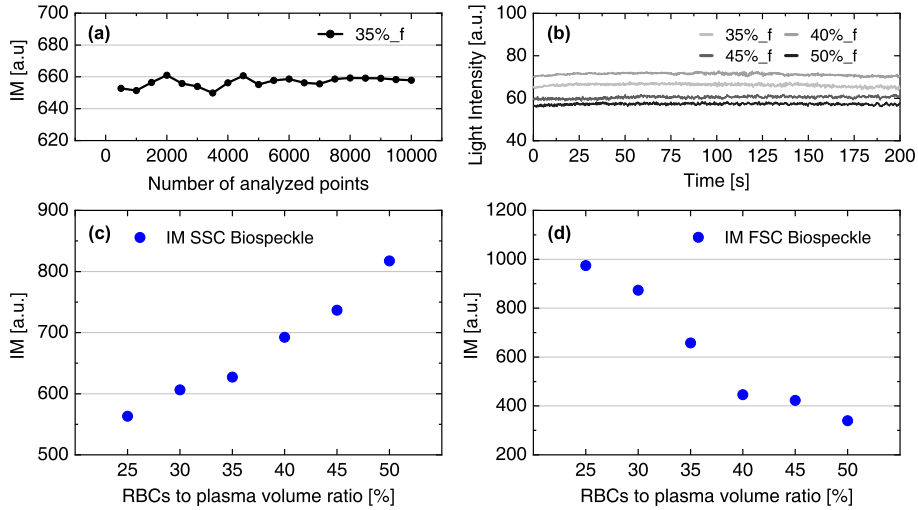 (a)
35%_f
IM [a.u]
700
660
640
620
0
2000
4000
6000
8000
10000
Number of analyzed points
(b)
35%_f
40%_f
45%_f
50%_f
Light Intensity [a.u.]
100
80
60
40
0
25
50
75
100
125
150
175
200
Time [s]
(c)
IM SSC Biospeckle
IM [a.u.]
900
800
700
600
500
25
30
35
40
45
50
RBCs to plasma volume ratio [%]
(d)
IM FSC Biospeckle
IM [a.u.]
1000
800
600
400
200
25
30
35
40
45
50
RBCs to plasma volume ratio [%]